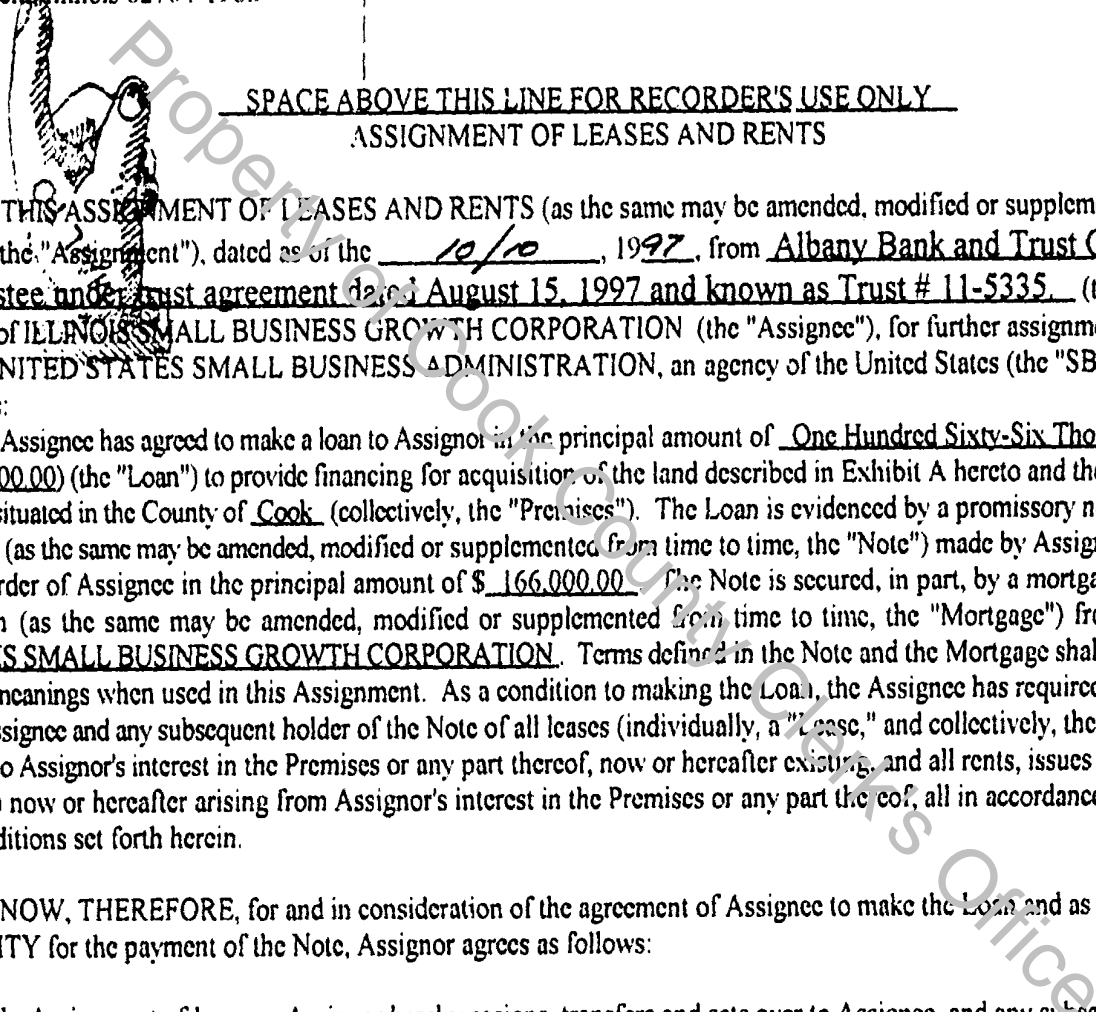 SPACE ABOVE THIS LINE FOR RECORDER'S USE ONLY
ASSIGNMENT OF LEASES AND RENTS
THIS ASSIGNMENT OF LEASES AND RENTS (as the same may be amended, modified or supplem
the "Assignment"), dated as of the 10/10, 1997, from Albany Bank and Trust C
stee under trust agreement dated August 15, 1997 and known as Trust # 11-5335. (t
of ILLINOIS SMALL BUSINESS GROWTH CORPORATION (the "Assignee"), for further assignm
NITED STATES SMALL BUSINESS ADMINISTRATION, an agency of the United States (the "SB
:
Assignee has agreed to make a loan to Assignor in the principal amount of One Hundred Sixty-Six Tho
00.00) (the "Loan") to provide financing for acquisition of the land described in Exhibit A hereto and the
situated in the County of Cook (collectively, the "Premises"). The Loan is evidenced by a promissory n
(as the same may be amended, modified or supplemented from time to time, the "Note") made by Assig
rder of Assignee in the principal amount of $ 166,000.00. The Note is secured, in part, by a mortga
n (as the same may be amended, modified or supplemented from time to time, the "Mortgage") fr
S SMALL BUSINESS GROWTH CORPORATION. Terms defined in the Note and the Mortgage shal
neanings when used in this Assignment. As a condition to making the Loan, the Assignee has require
ssignee and any subsequent holder of the Note of all leases (individually, a "Lease," and collectively, the
o Assignor's interest in the Premises or any part thereof, now or hereafter existing, and all rents, issues
now or hereafter arising from Assignor's interest in the Premises or any part thereof, all in accordance
ditions set forth herein.
NOW, THEREFORE, for and in consideration of the agreement of Assignee to make the Loan and as
ITY for the payment of the Note, Assignor agrees as follows:
Property of Cook County Clerk's Office